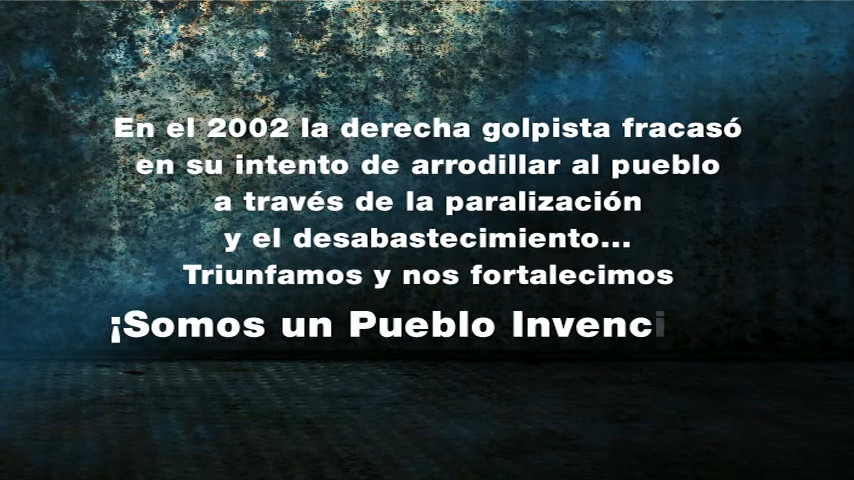 En el 2002 la derecha golpista fracasó
en su intento de arrodillar al pueblo
a través de la paralización
y el desabastecimiento...
Triunfamos y nos fortalecimos
¡Somos un Pueblo Invenci